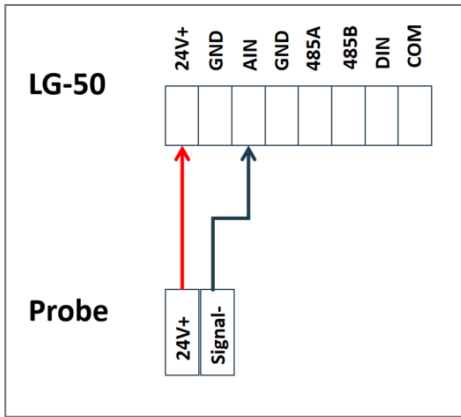 24V+
GND
AIN
GND
485A
485B
DIN
COM
LG-50
Probe
24V+
Signal-